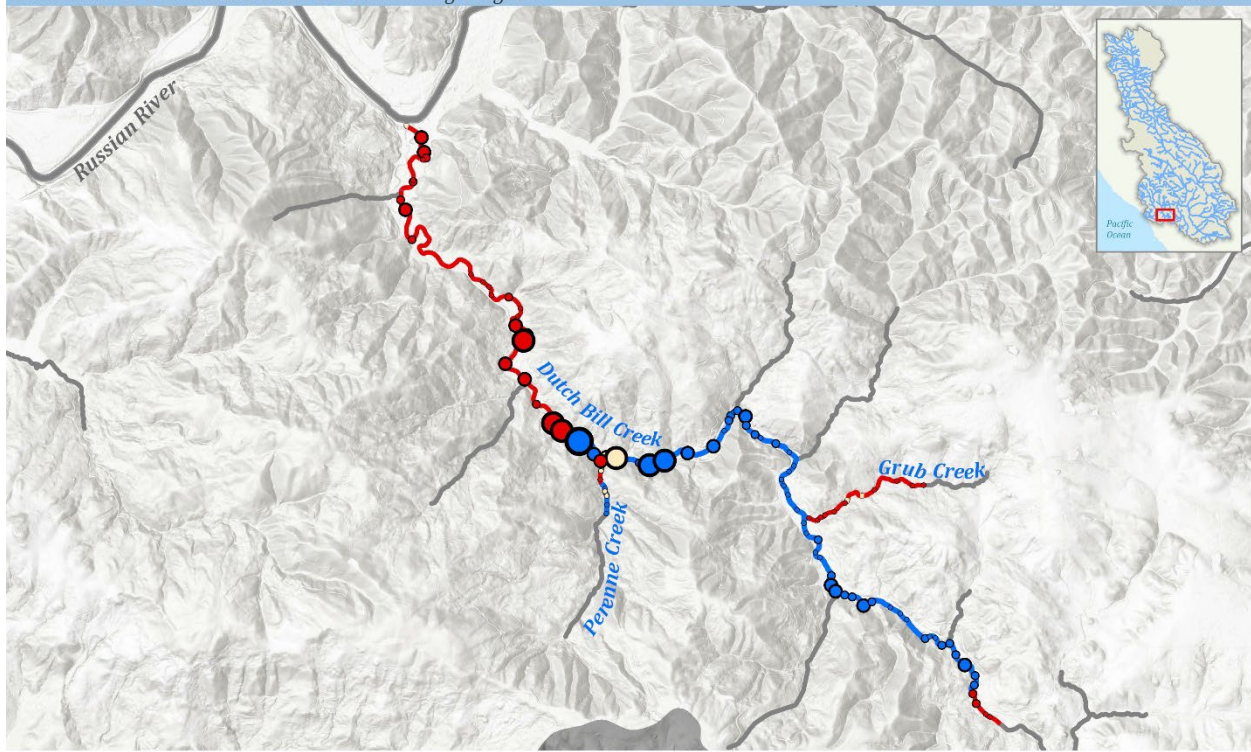 Russian River
Pacific
Ocean
Dutch Bill Creek
Grub Creek
Perenne Creek